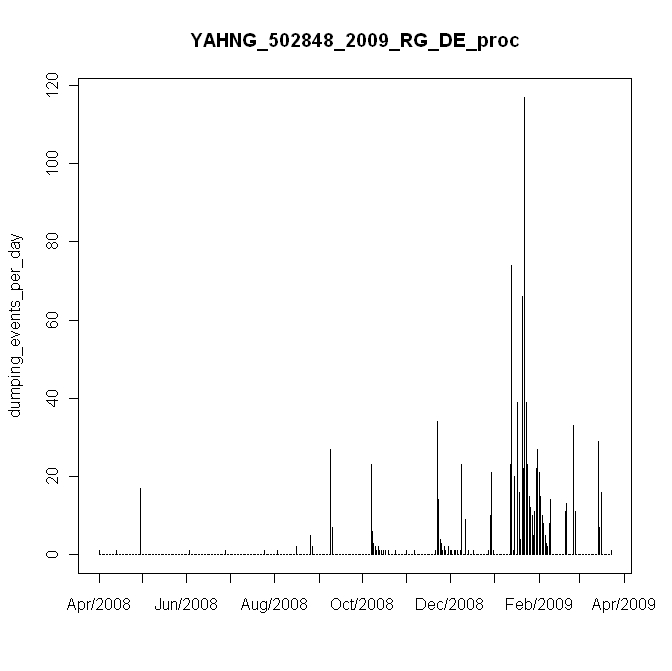 YAHNG_502848_2009_RG_DE_proc
dumping_events_per_day
120
100
80
60
40
20
0
Apr/2008 Jun/2008 Aug/2008 Oct/2008 Dec/2008 Feb/2009 Apr/2009